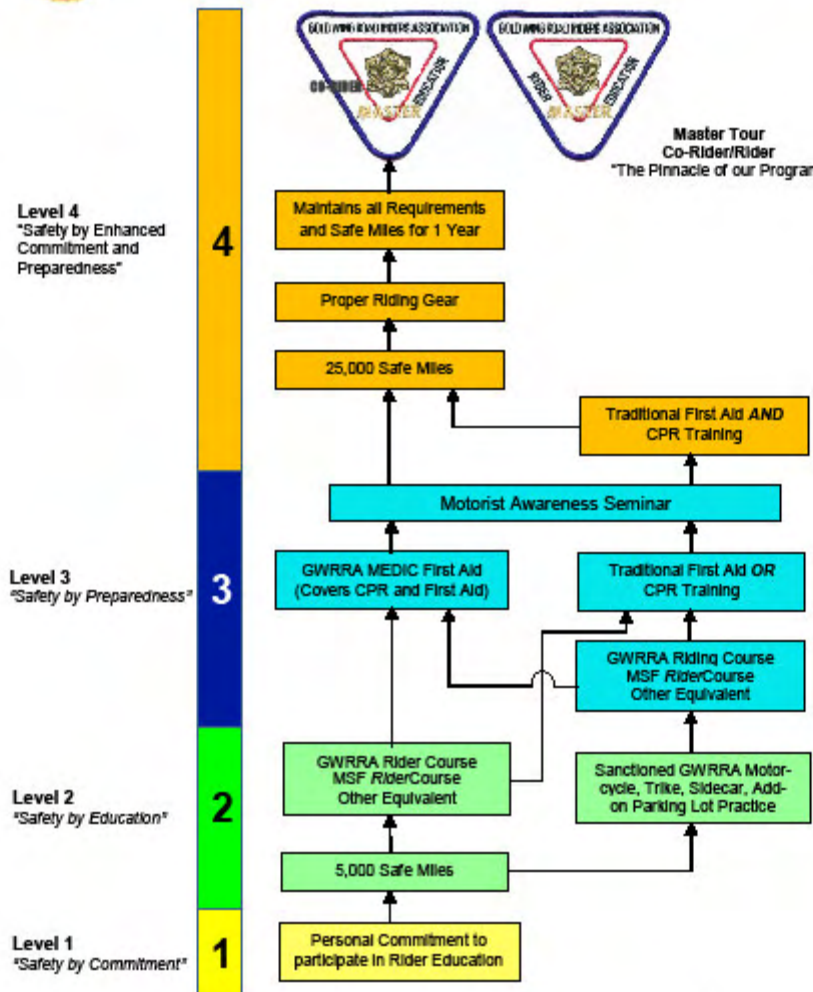 GOLD WING ROAD RIDERS ASSOCIATION
CO-RIDER
EDUCATION
MASTER
GOLD WING ROAD RIDERS ASSOCIATION
RIDER
EDUCATION
MASTER
Master Tour
Co-Rider/Rider
"The Pinnacle of our Program
Level 4
"Safety by Enhanced
Commitment and
Preparedness"
4
Maintains all Requirements
and Safe Miles for 1 Year
Proper Riding Gear
25,000 Safe Miles
Traditional First Aid AND
CPR Training
Motorist Awareness Seminar
Level 3
"Safety by Preparedness"
3
GWRRA MEDIC First Aid
(Covers CPR and First Aid)
Traditional First Aid OR
CPR Training
GWRRA Riding Course
MSF RiderCourse
Other Equivalent
Level 2
"Safety by Education"
2
GWRRA Rider Course
MSF RiderCourse
Other Equivalent
Sanctioned GWRRA Motor-
cycle, Trike, Sidecar, Add-
on Parking Lot Practice
5,000 Safe Miles
Level 1
"Safety by Commitment"
1
Personal Commitment to
participate in Rider Education